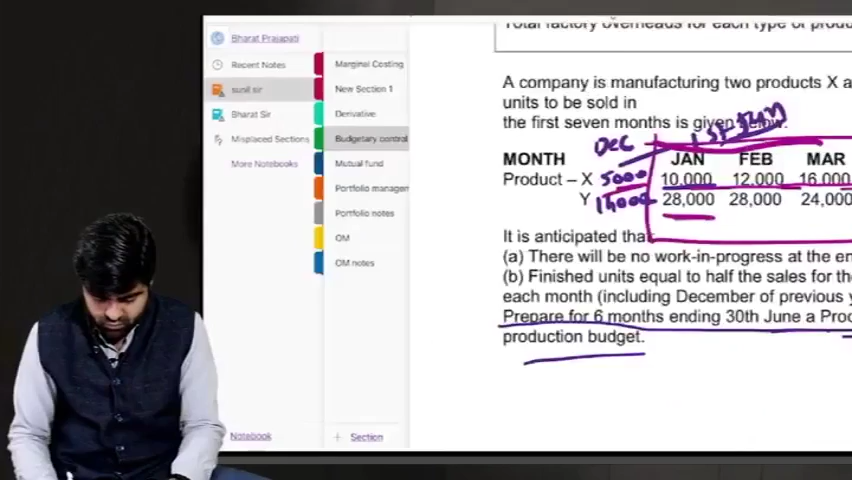 Total factory overheads for each type of produ
Bharat Prajapati
Recent Notes
sunil sir
Bharat Sir
Misplaced Sections
More Notebooks
Notebook
Marginal Costing
New Section 1
Derivative
Budgetary control
Mutual fund
Portfolio managem
Portfolio notes
OM
OM notes
Section
A company is manufacturing two products X a
units to be sold in
the first seven months is given below.
Dec
MONTH JAN FEB MAR
Product – X 5000 10,000 12,000 16,000
Y 28,000 28,000 24,000
It is anticipated that
(a) There will be no work-in-progress at the en
(b) Finished units equal to half the sales for the
each month (including December of previous y
Prepare for 6 months ending 30th June a Proc
production budget.